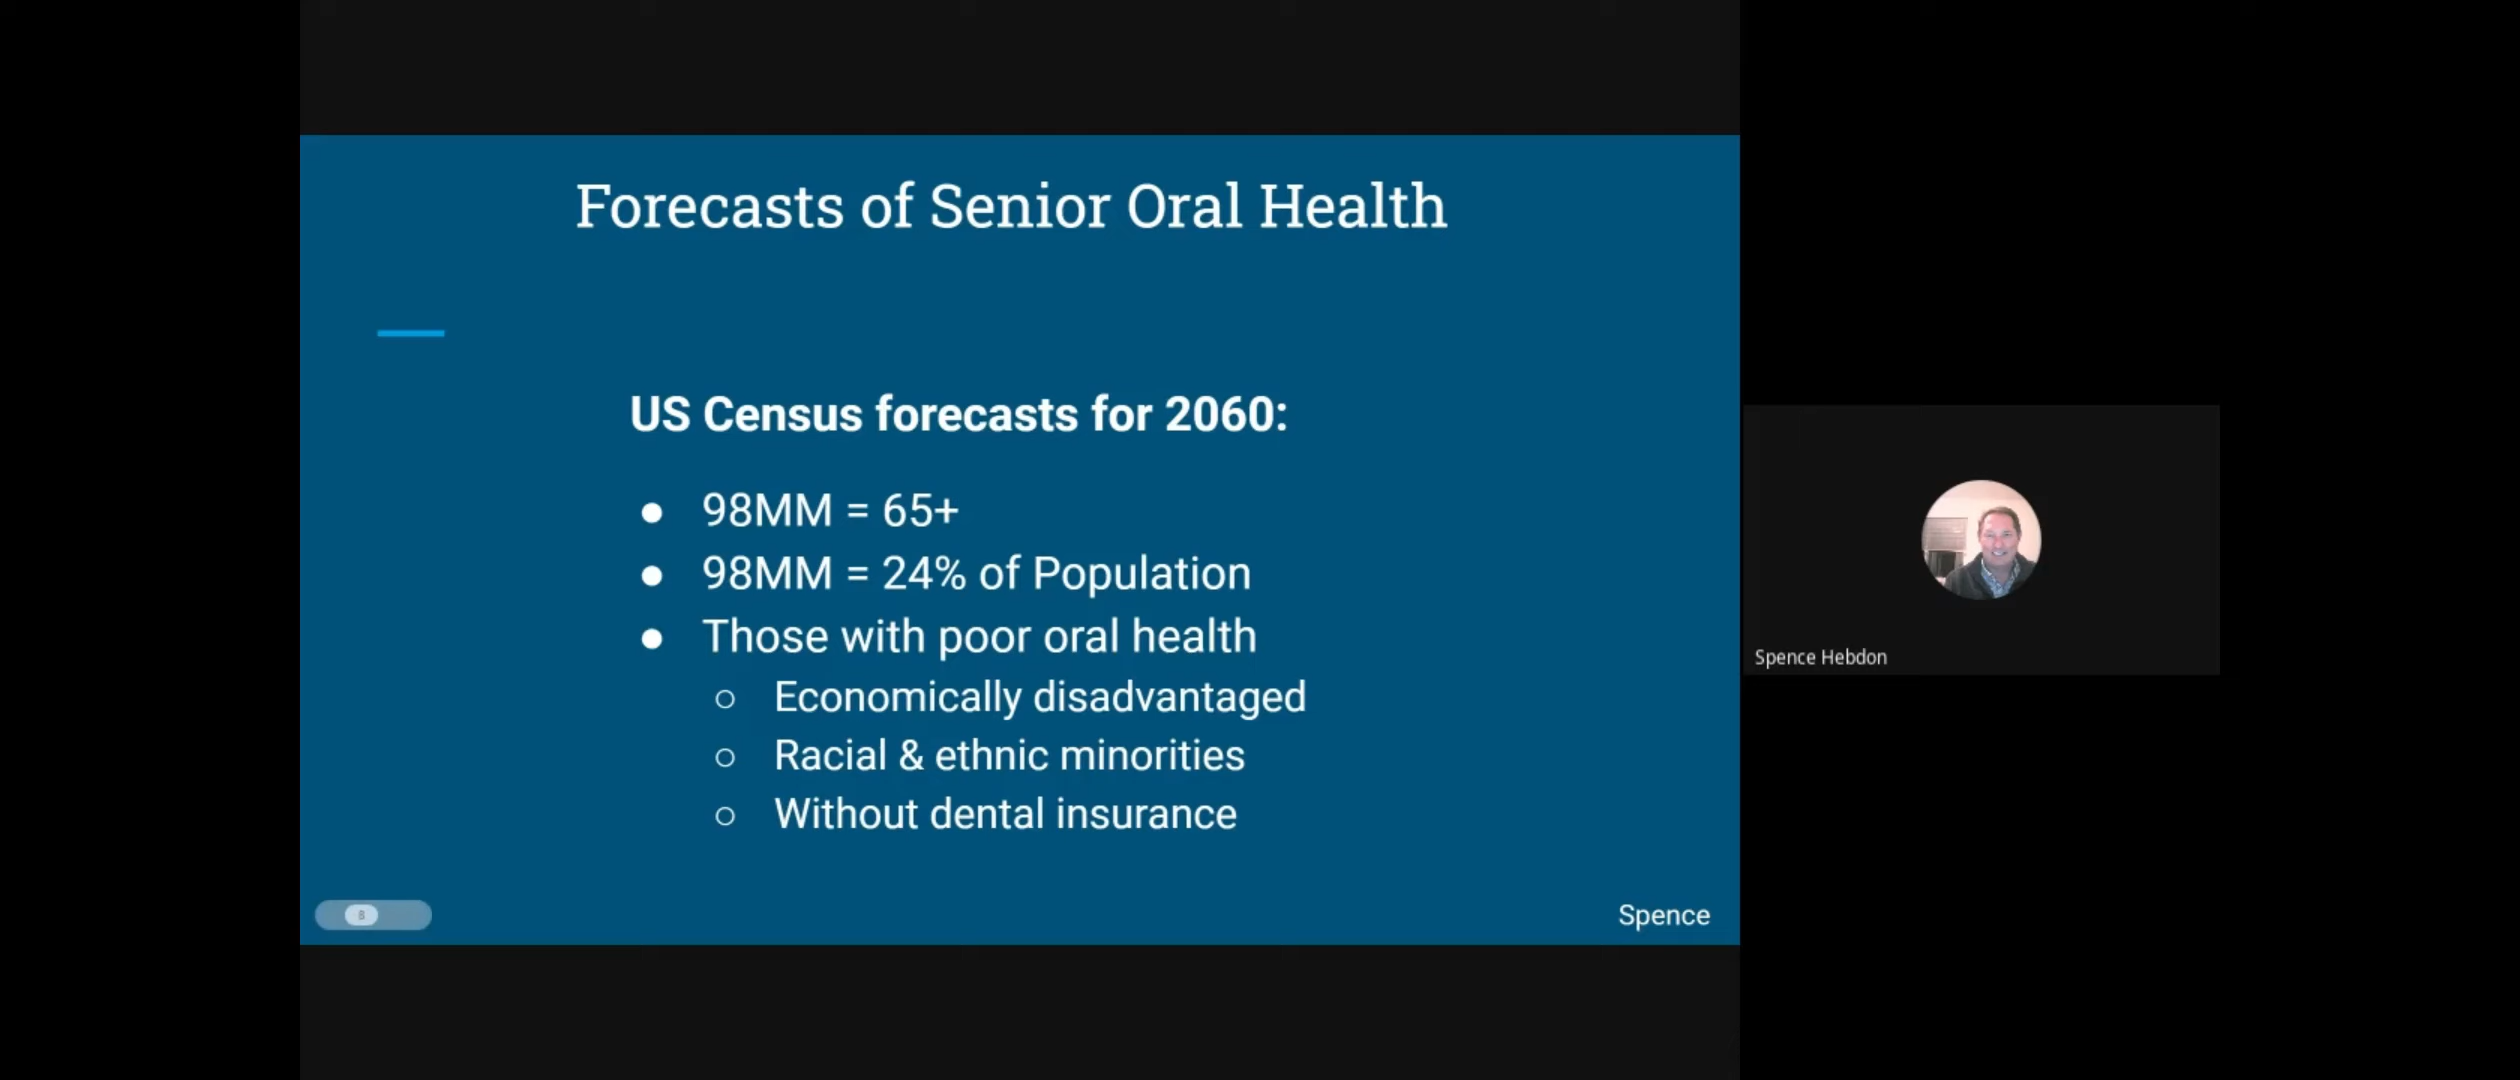 Forecasts of Senior Oral Health
US Census forecasts for 2060:
● 98MM = 65+
● 98MM = 24% of Population
● Those with poor oral health
○ Economically disadvantaged
○ Racial & ethnic minorities
○ Without dental insurance
8
Spence
Spence Hebdon